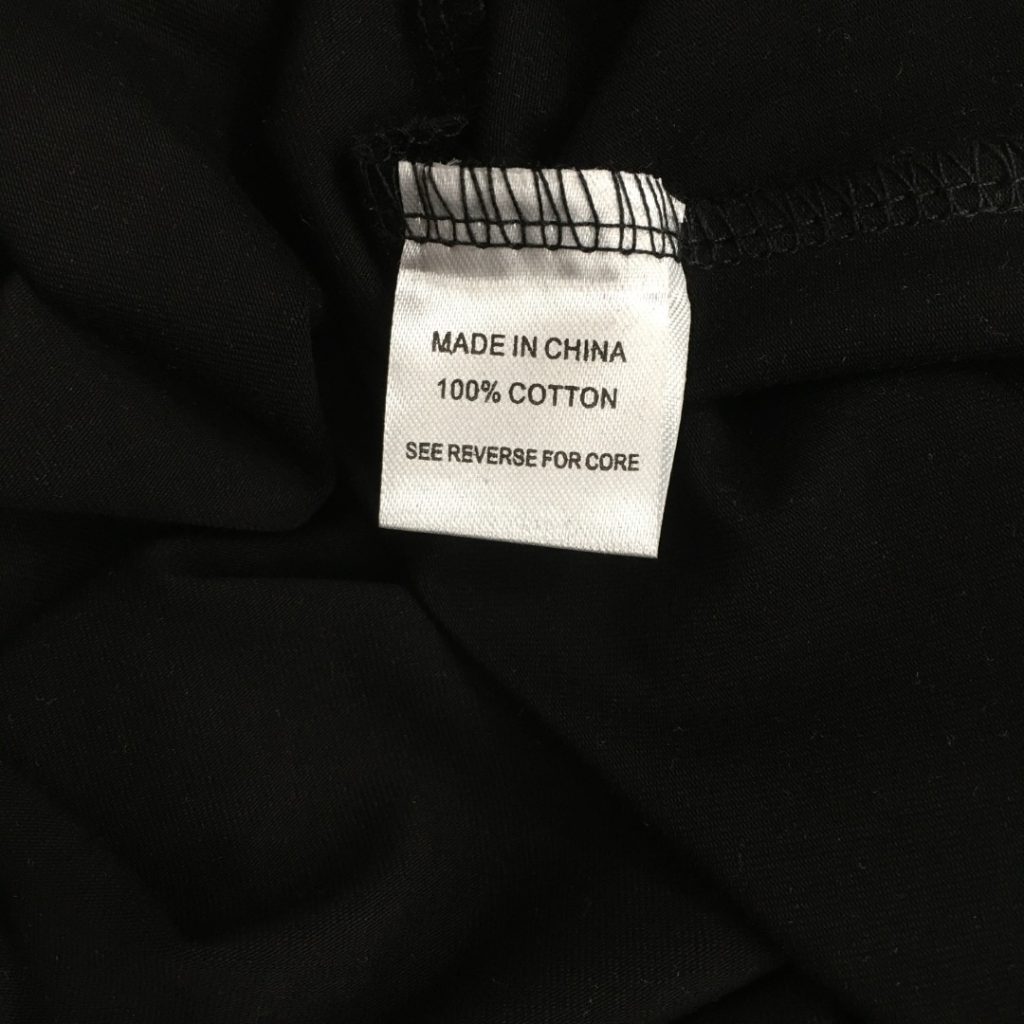 MADE IN CHINA
100% COTTON
SEE REVERSE FOR CORE